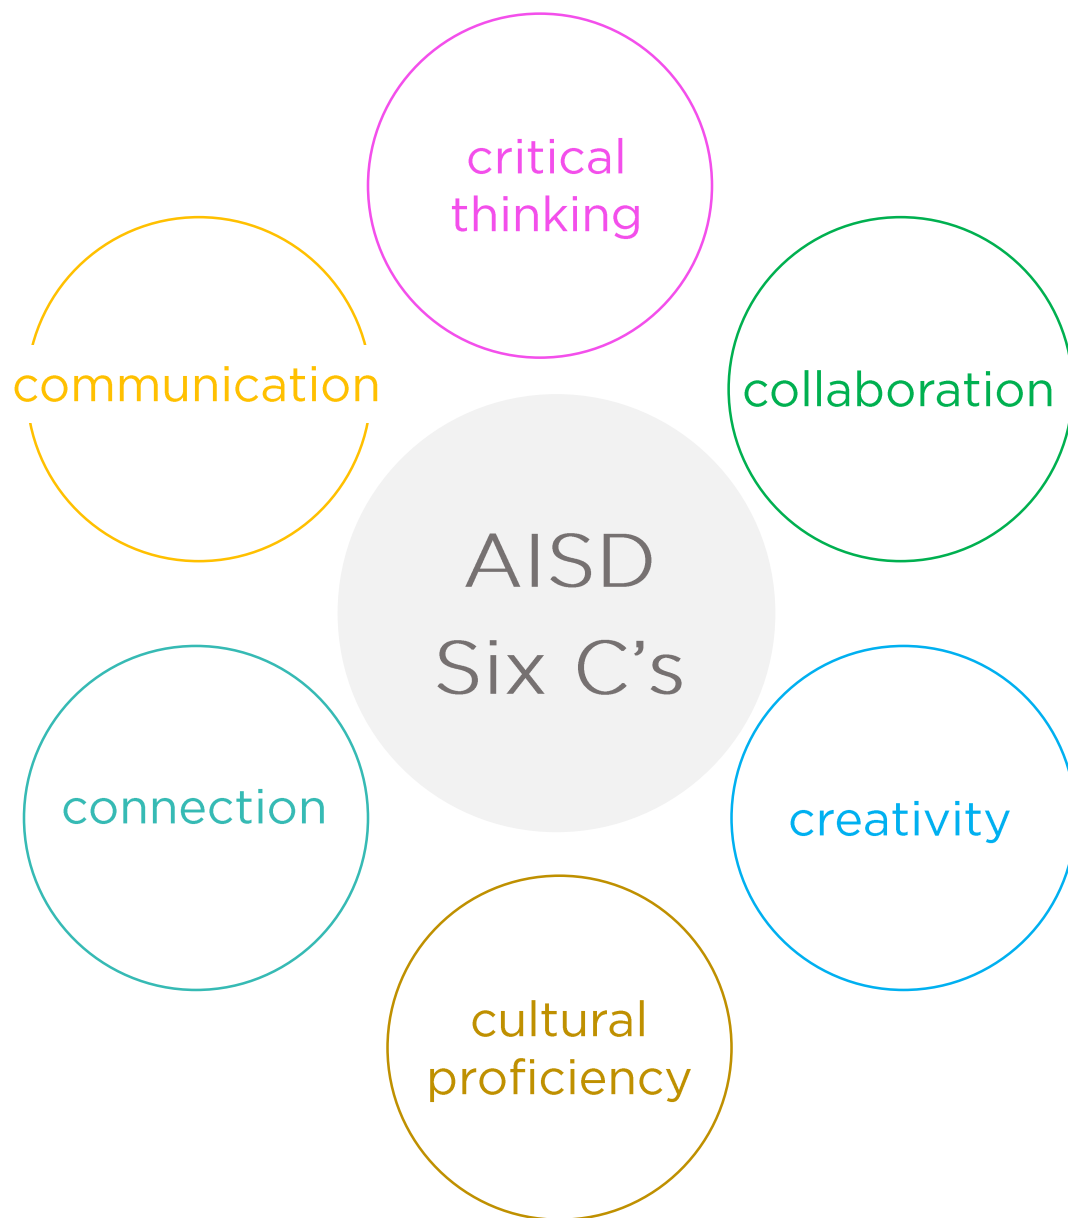 critical
thinking
communication
collaboration
AISD
Six C’s
connection
creativity
cultural
proficiency